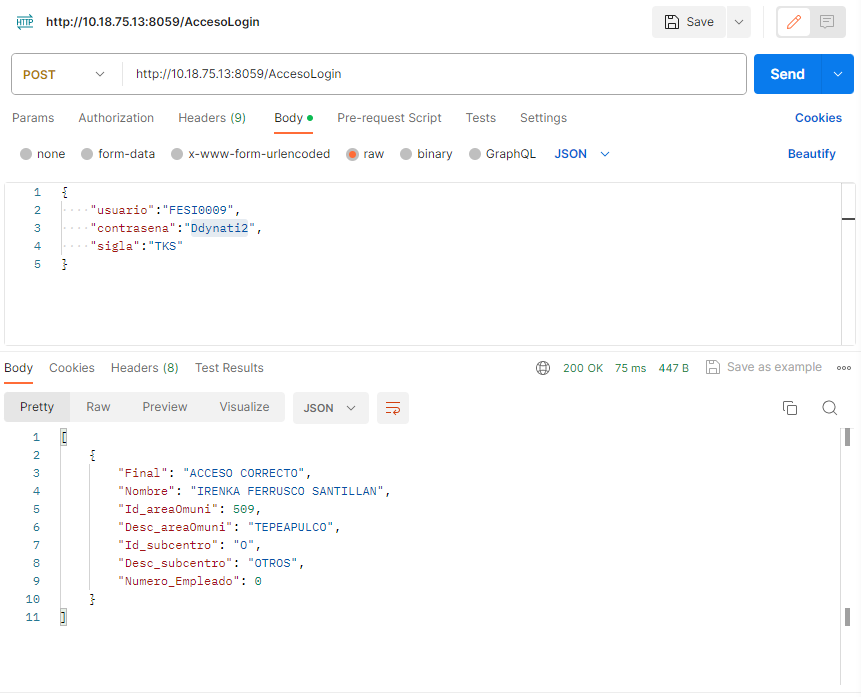 HTTP http://10.18.75.13:8059/AccesoLogin Save
POST http://10.18.75.13:8059/AccesoLogin Send
Params Authorization Headers (9) Body Pre-request Script Tests Settings Cookies
none form-data x-www-form-urlencoded raw binary GraphQL JSON Beautify
1 {
2 "usuario":"FESI0009",
3 "contrasena":"Ddynati2",
4 "sigla":"TKS"
5 }
Body Cookies Headers (8) Test Results 200 OK 75 ms 447 B Save as example
Pretty Raw Preview Visualize JSON
1 [
2 {
3 "Final": "ACCESO CORRECTO",
4 "Nombre": "IRENKA FERRUSCO SANTILLAN",
5 "Id_areaOmuni": 509,
6 "Desc_areaOmuni": "TEPEAPULCO",
7 "Id_subcentro": "O",
8 "Desc_subcentro": "OTROS",
9 "Numero_Empleado": 0
10 }
11 ]